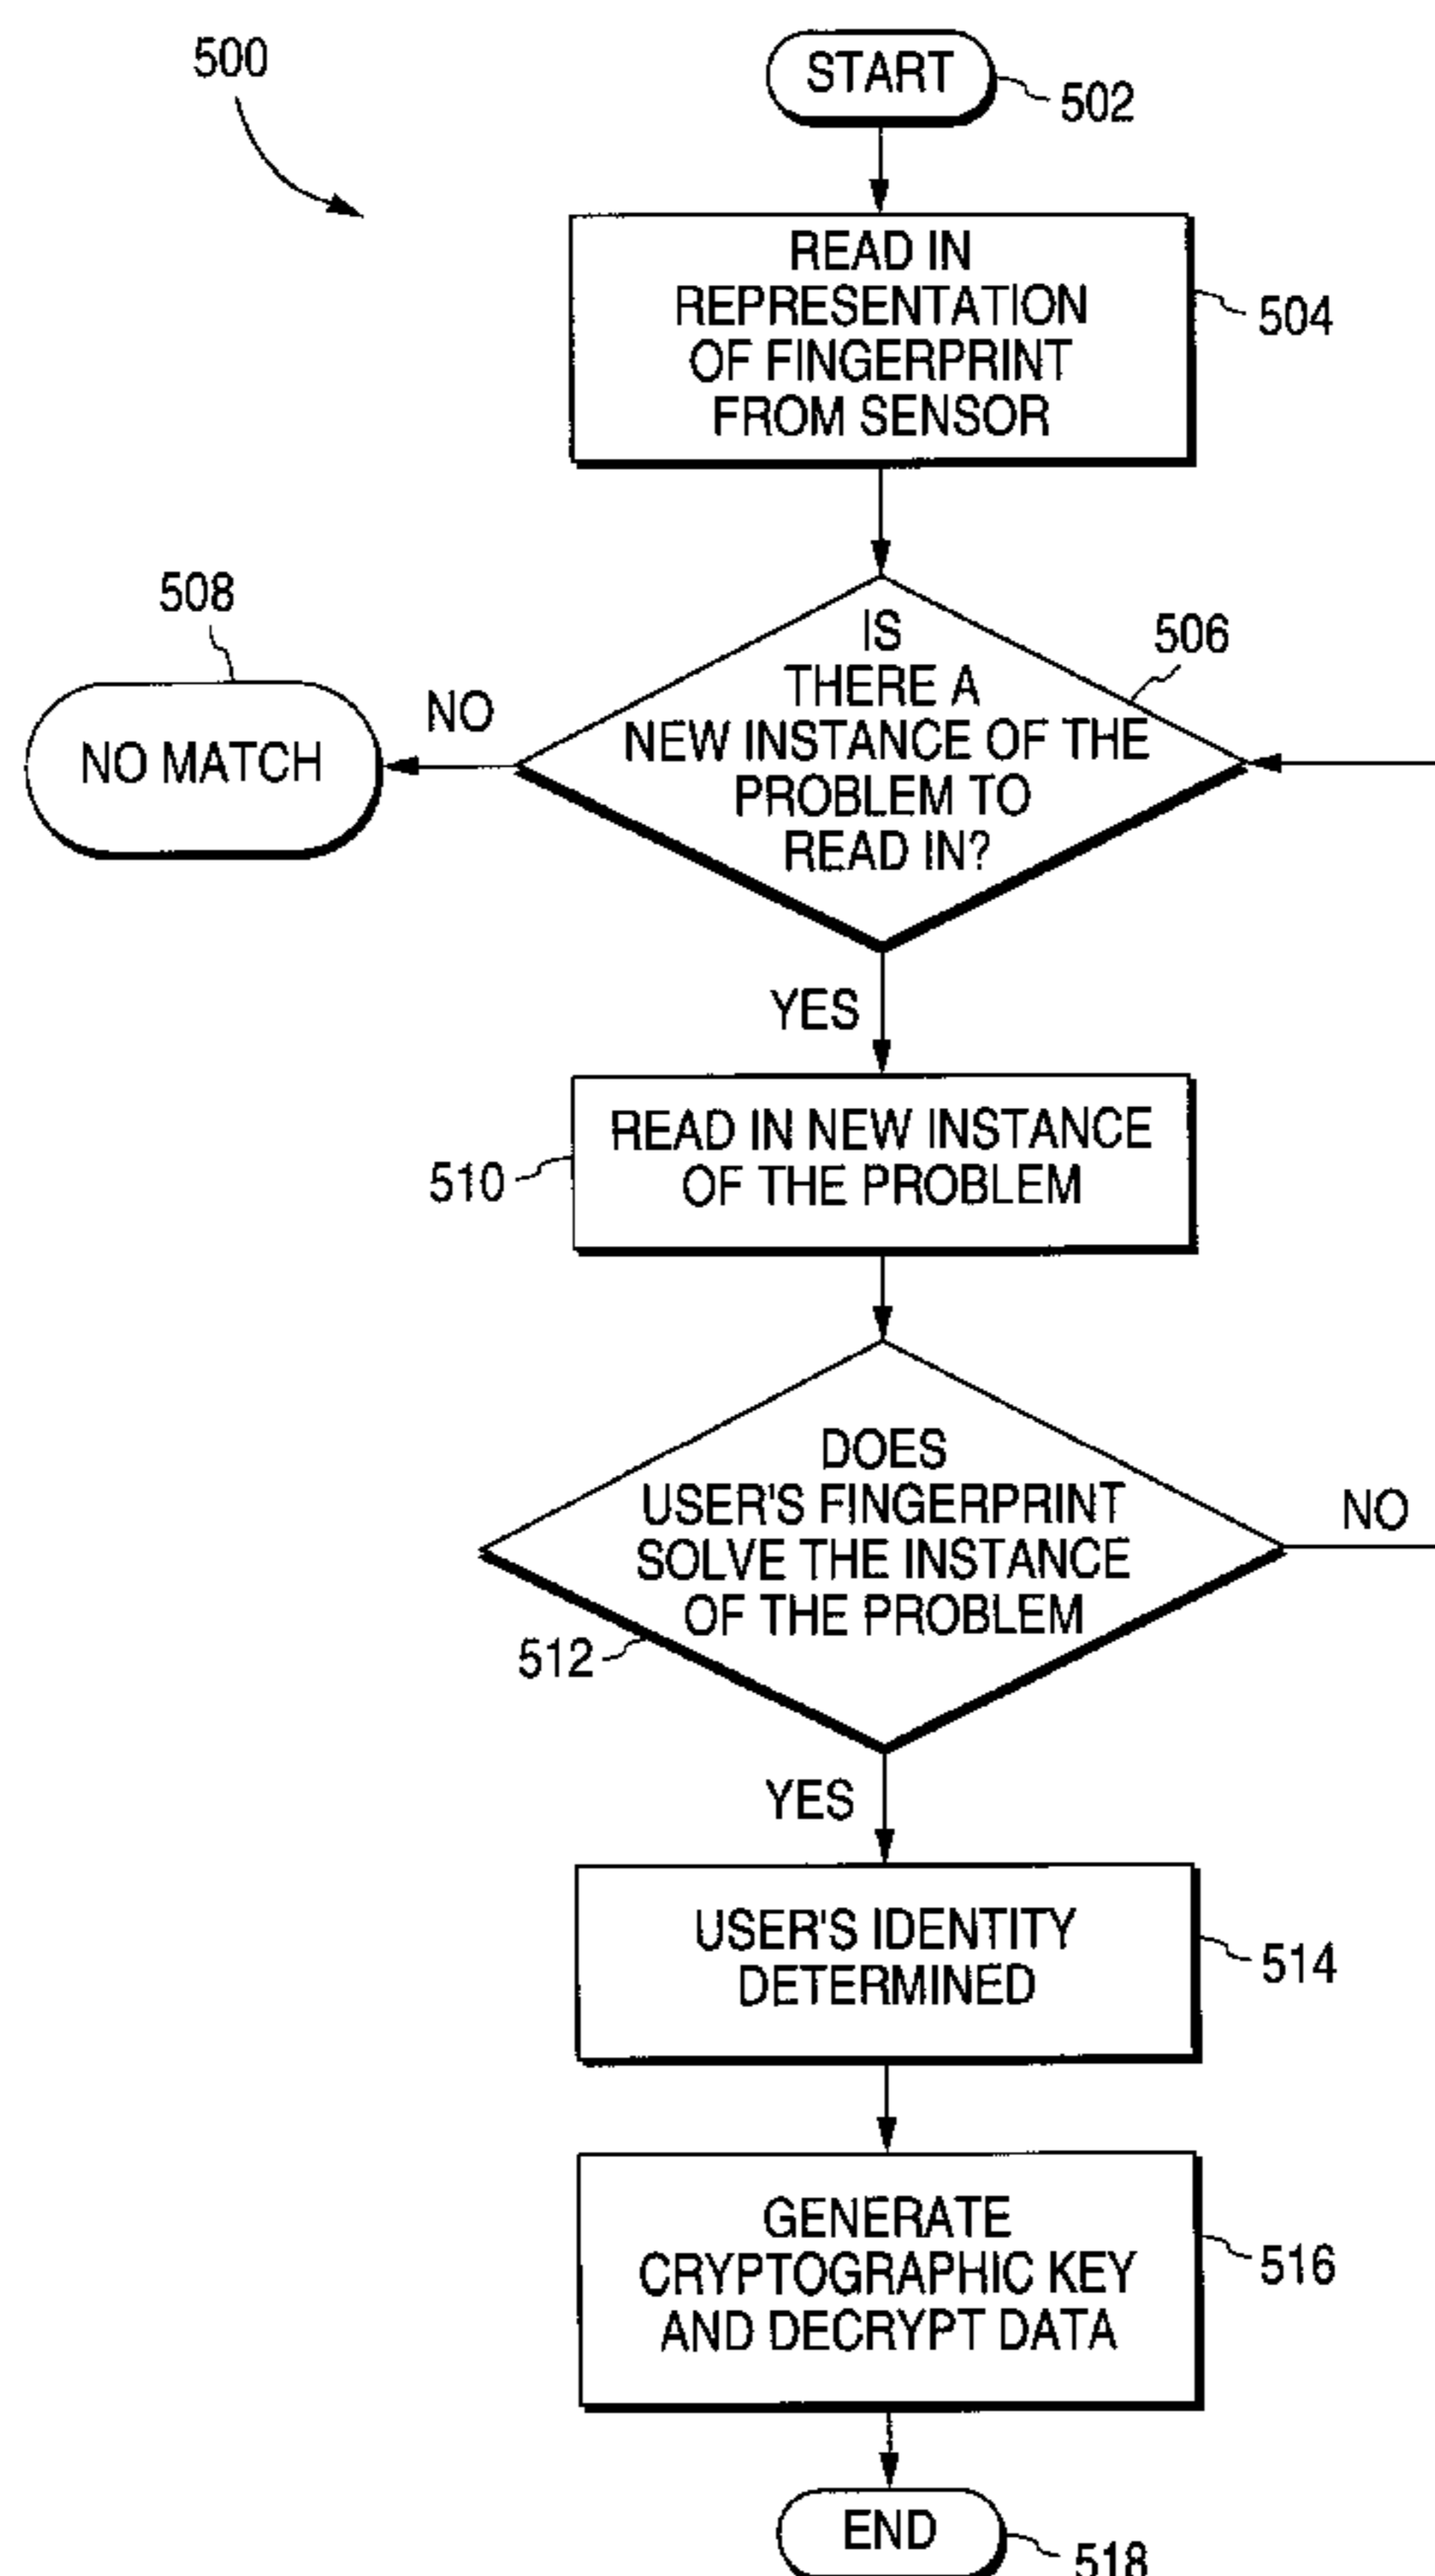 500
START
502
READ IN
REPRESENTATION
OF FINGERPRINT
FROM SENSOR
504
508
NO MATCH
NO
IS
THERE A
NEW INSTANCE OF THE
PROBLEM TO
READ IN?
506
YES
READ IN NEW INSTANCE
OF THE PROBLEM
510
DOES
USER'S FINGERPRINT
SOLVE THE INSTANCE
OF THE PROBLEM
NO
512
YES
USER'S IDENTITY
DETERMINED
514
GENERATE
CRYPTOGRAPHIC KEY
AND DECRYPT DATA
516
END
518